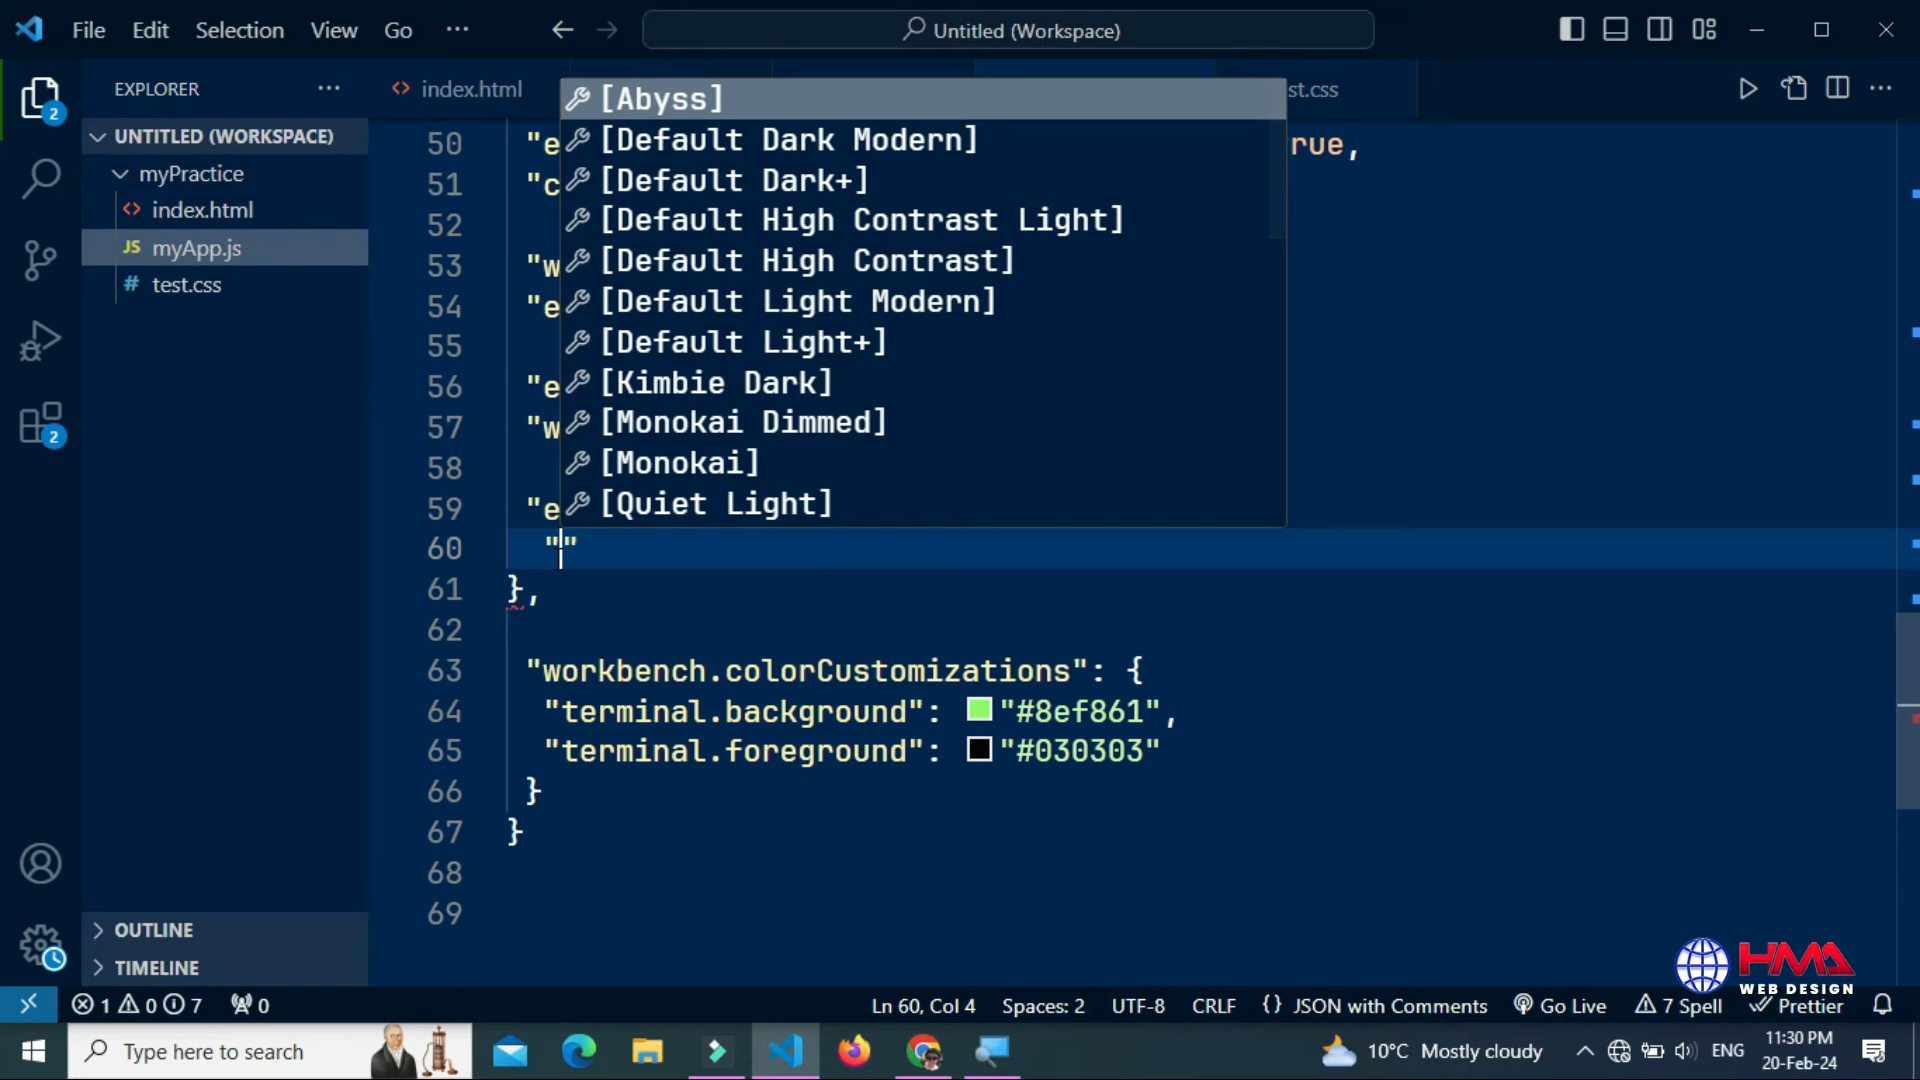 File Edit Selection View Go ··· Untitled (Workspace)
EXPLORER ··· index.html st.css
UNTITLED (WORKSPACE)
myPractice
index.html
JS myApp.js
# test.css
OUTLINE
TIMELINE
[Abyss]
[Default Dark Modern]
[Default Dark+]
[Default High Contrast Light]
[Default High Contrast]
[Default Light Modern]
[Default Light+]
[Kimbie Dark]
[Monokai Dimmed]
[Monokai]
[Quiet Light]
50 "e rue,
51 "c
52
53 "w
54 "e
55
56 "e
57 "w
58
59 "e
60 ""
61 },
62
63 "workbench.colorCustomizations": {
64 "terminal.background": "#8ef861",
65 "terminal.foreground": "#030303"
66 }
67 }
68
69
2
2
HMA
WEB DESIGN
1 0 7 0 Ln 60, Col 4 Spaces: 2 UTF-8 CRLF {} JSON with Comments Go Live 7 Spell Prettier
Type here to search 10°C Mostly cloudy ENG 11:30 PM
20-Feb-24